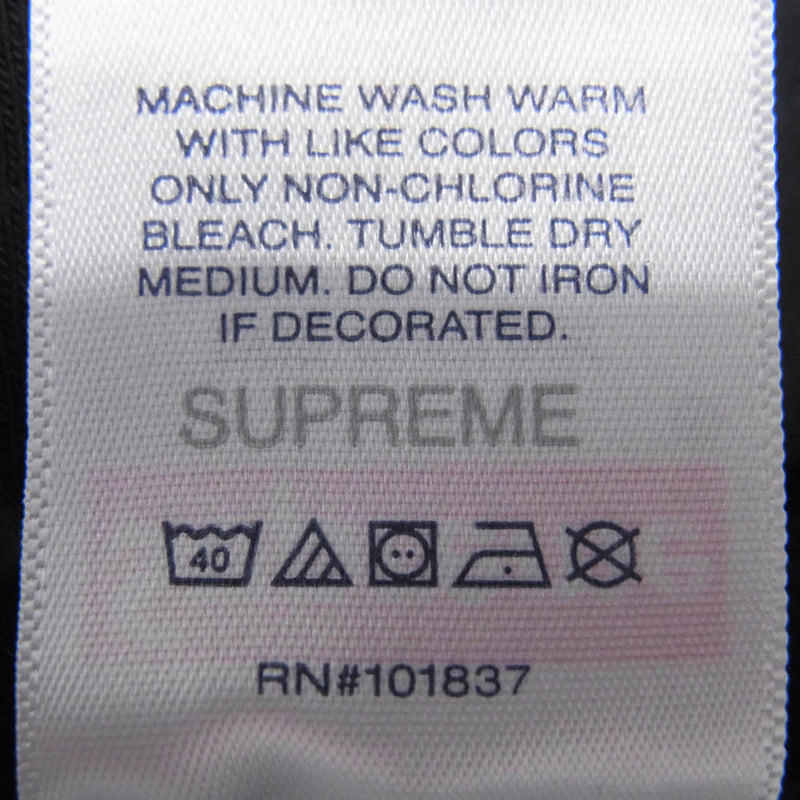 MACHINE WASH WARM
WITH LIKE COLORS
ONLY NON-CHLORINE
BLEACH. TUMBLE DRY
MEDIUM. DO NOT IRON
IF DECORATED.
SUPREME
40
RN#101837